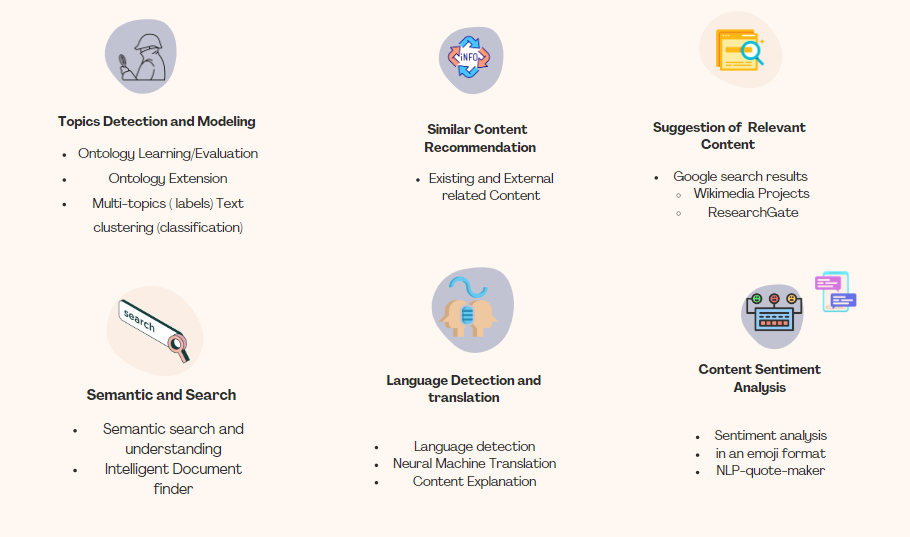 Topics Detection and Modeling
• Ontology Learning/Evaluation
• Ontology Extension
• Multi-topics ( labels) Text
clustering (classification)
INFO
Similar Content
Recommendation
• Existing and External
related Content
Suggestion of Relevant
Content
• Google search results
○ Wikimedia Projects
○ ResearchGate
search
Semantic and Search
• Semantic search and
understanding
• Intelligent Document
finder
Language Detection and
translation
• Language detection
• Neural Machine Translation
• Content Explanation
Content Sentiment
Analysis
• Sentiment analysis
• in an emoji format
• NLP-quote-maker